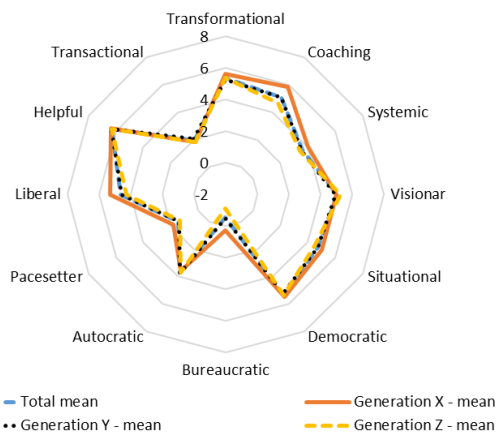 Transformational
8
Transactional
Coaching
6
4
Helpful
Systemic
2
0
Liberal
-2
Visionar
Pacesetter
Situational
Autocratic
Democratic
Bureaucratic
Total mean
Generation X - mean
Generation Y - mean
Generation Z - mean